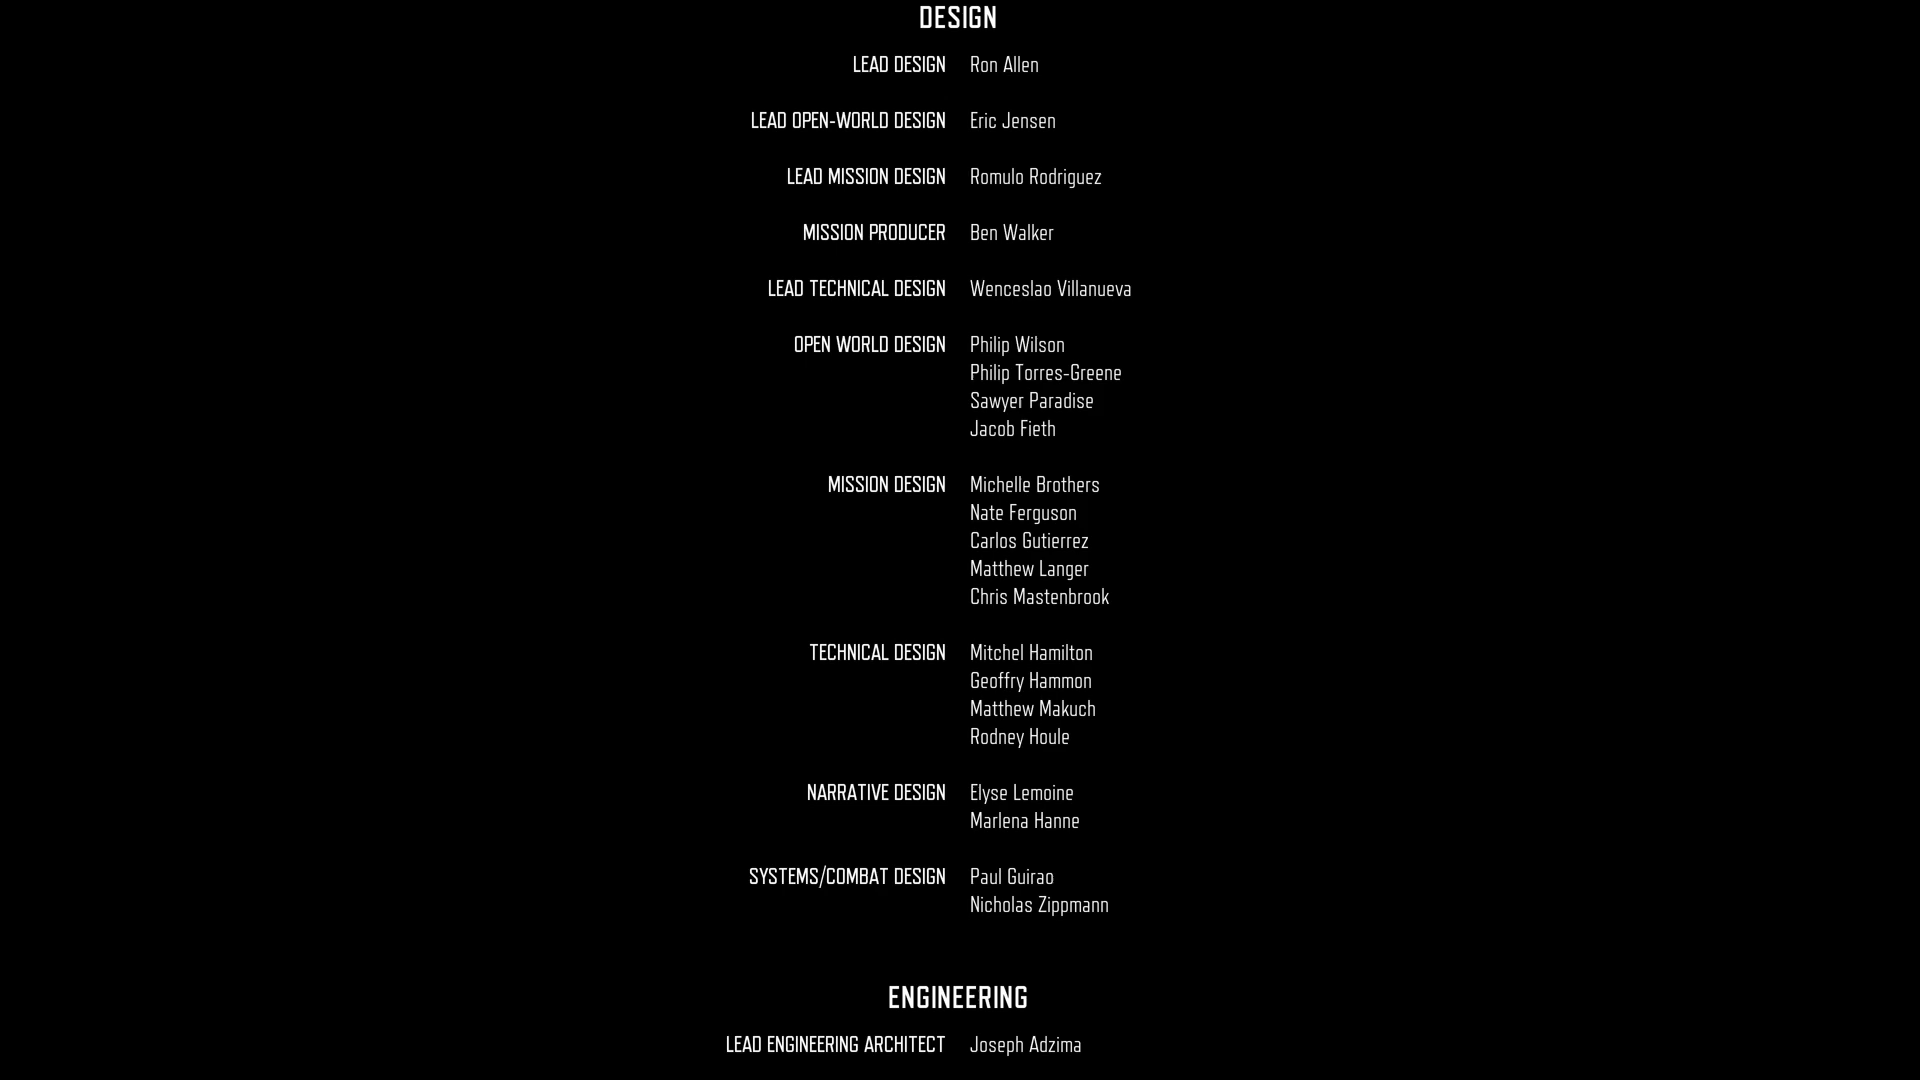 DESIGN
LEAD DESIGN Ron Allen
LEAD OPEN-WORLD DESIGN Eric Jensen
LEAD MISSION DESIGN Romulo Rodriguez
MISSION PRODUCER Ben Walker
LEAD TECHNICAL DESIGN Wenceslao Villanueva
OPEN WORLD DESIGN Philip Wilson
Philip Torres-Greene
Sawyer Paradise
Jacob Fieth
MISSION DESIGN Michelle Brothers
Nate Ferguson
Carlos Gutierrez
Matthew Langer
Chris Mastenbrook
TECHNICAL DESIGN Mitchel Hamilton
Geoffry Hammon
Matthew Makuch
Rodney Houle
NARRATIVE DESIGN Elyse Lemoine
Marlena Hanne
SYSTEMS/COMBAT DESIGN Paul Guirao
Nicholas Zippmann
ENGINEERING
LEAD ENGINEERING ARCHITECT Joseph Adzima